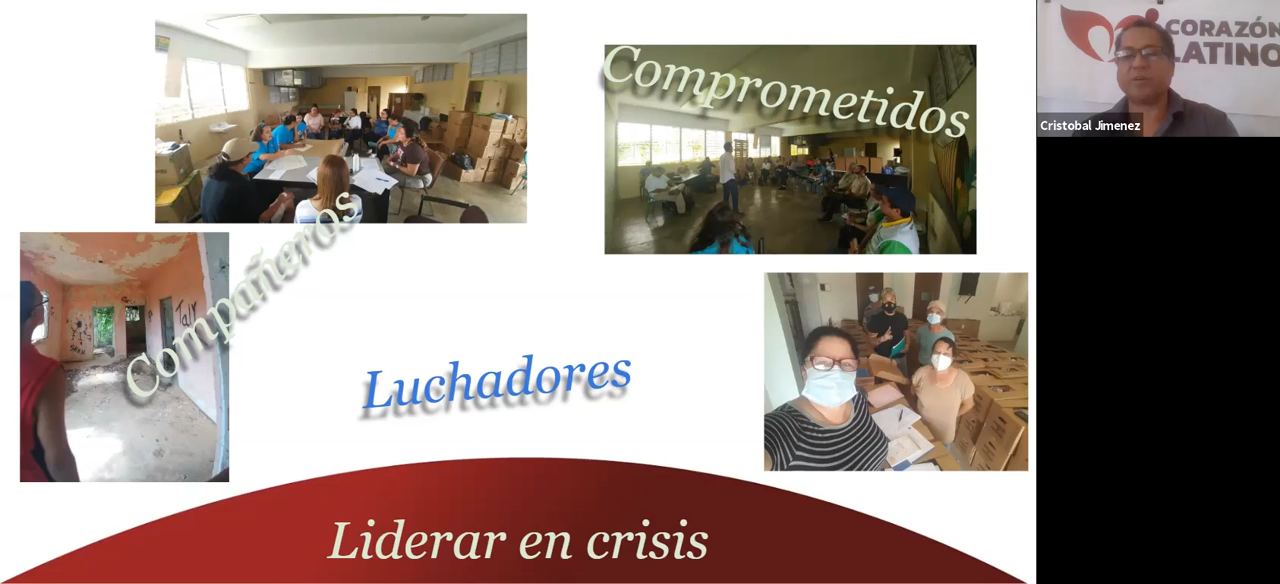 Comprometidos
CORAZÓN
LATINO
Cristobal Jimenez
Compañeros
Luchadores
Liderar en crisis